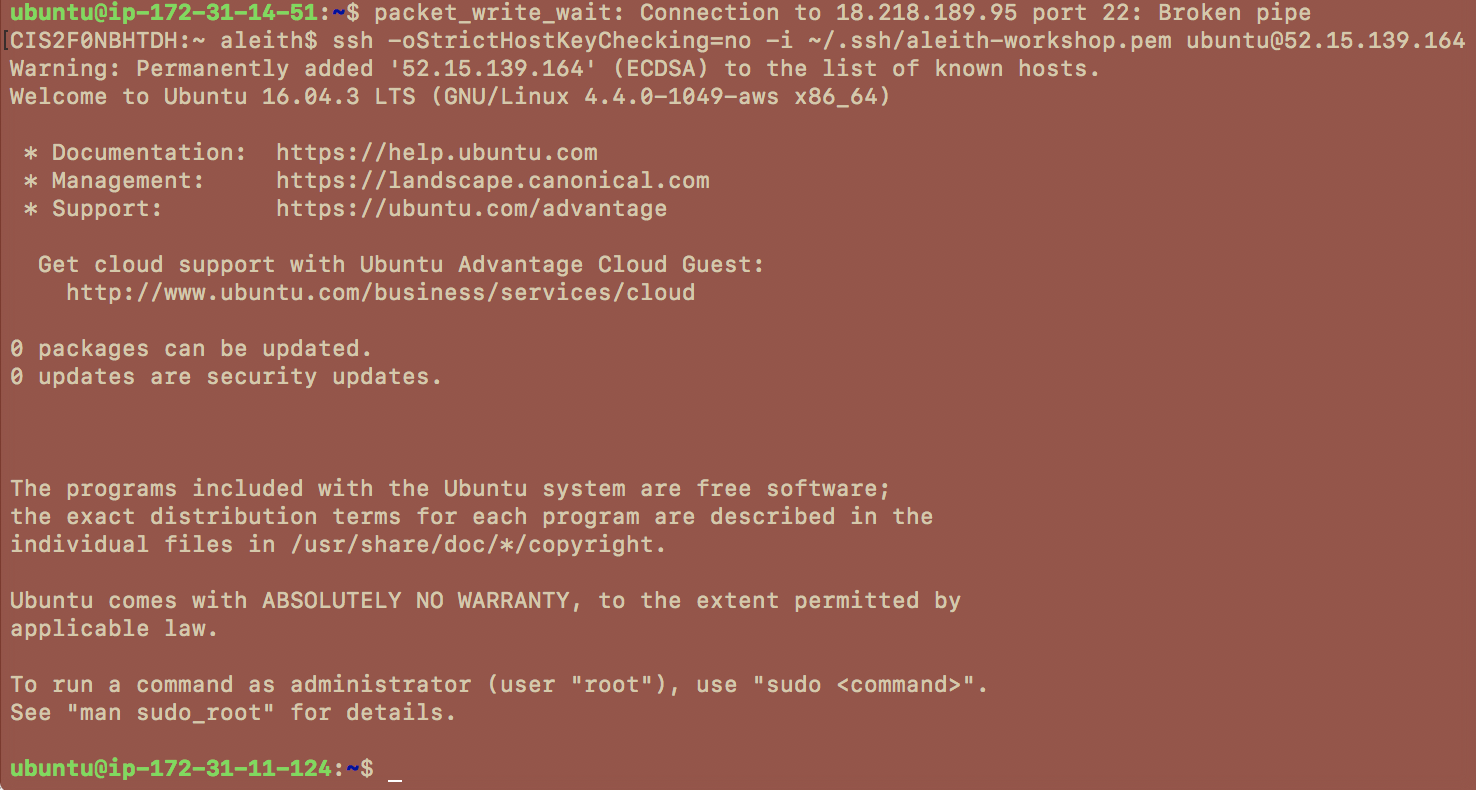 ubuntu@ip-172-31-14-51:~$ packet_write_wait: Connection to 18.218.189.95 port 22: Broken pipe
[CIS2F0NBHTDH:~ aleith$ ssh -oStrictHostKeyChecking=no -i ~/.ssh/aleith-workshop.pem ubuntu@52.15.139.164
Warning: Permanently added '52.15.139.164' (ECDSA) to the list of known hosts.
Welcome to Ubuntu 16.04.3 LTS (GNU/Linux 4.4.0-1049-aws x86_64)
* Documentation:  https://help.ubuntu.com
* Management:     https://landscape.canonical.com
* Support:        https://ubuntu.com/advantage
Get cloud support with Ubuntu Advantage Cloud Guest:
http://www.ubuntu.com/business/services/cloud
0 packages can be updated.
0 updates are security updates.
The programs included with the Ubuntu system are free software;
the exact distribution terms for each program are described in the
individual files in /usr/share/doc/*/copyright.
Ubuntu comes with ABSOLUTELY NO WARRANTY, to the extent permitted by
applicable law.
To run a command as administrator (user "root"), use "sudo <command>".
See "man sudo_root" for details.
ubuntu@ip-172-31-11-124:~$ _